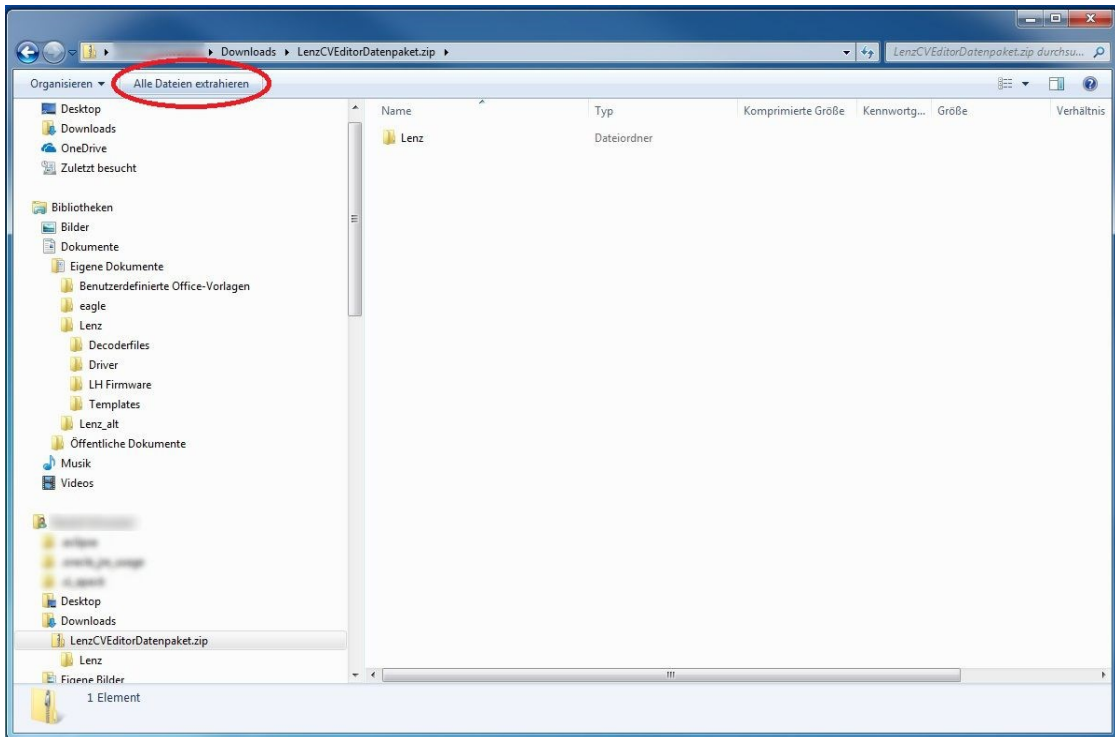 Downloads LenzCVEditorDatenpaket.zip
LenzCVEditorDatenpaket.zip durchsu...
Organisieren Alle Dateien extrahieren
Desktop
Downloads
OneDrive
Zuletzt besucht
Bibliotheken
Bilder
Dokumente
Eigene Dokumente
Benutzerdefinierte Office-Vorlagen
eagle
Lenz
Decoderfiles
Driver
LH Firmware
Templates
Lenz_alt
Öffentliche Dokumente
Musik
Videos
Desktop
Downloads
LenzCVEditorDatenpaket.zip
Lenz
Eigene Bilder
Name Typ Komprimierte Größe Kennwortg... Größe Verhältnis
Lenz Dateiordner
1 Element